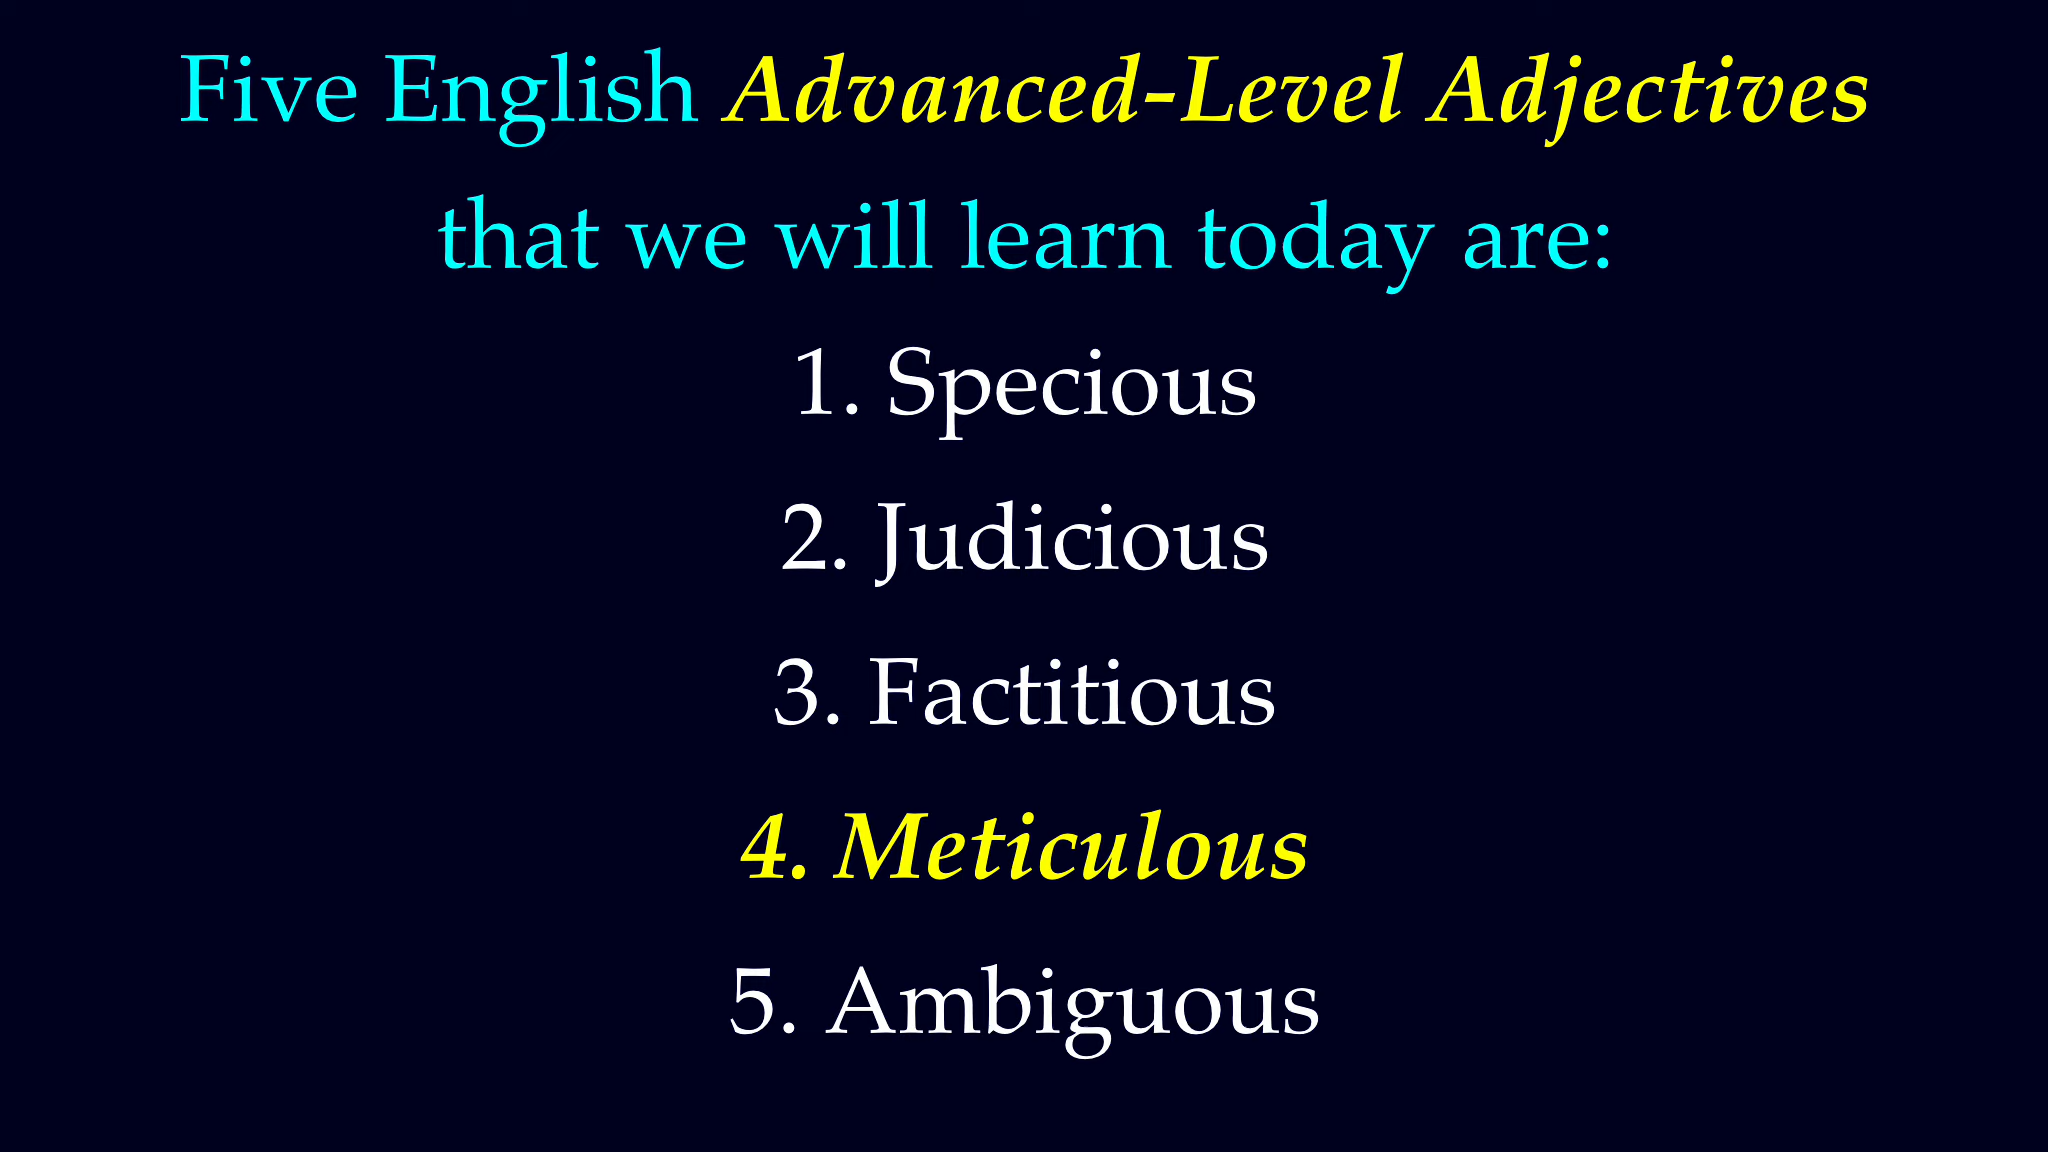 Five English Advanced-Level Adjectives
that we will learn today are:
1. Specious
2. Judicious
3. Factitious
4. Meticulous
5. Ambiguous